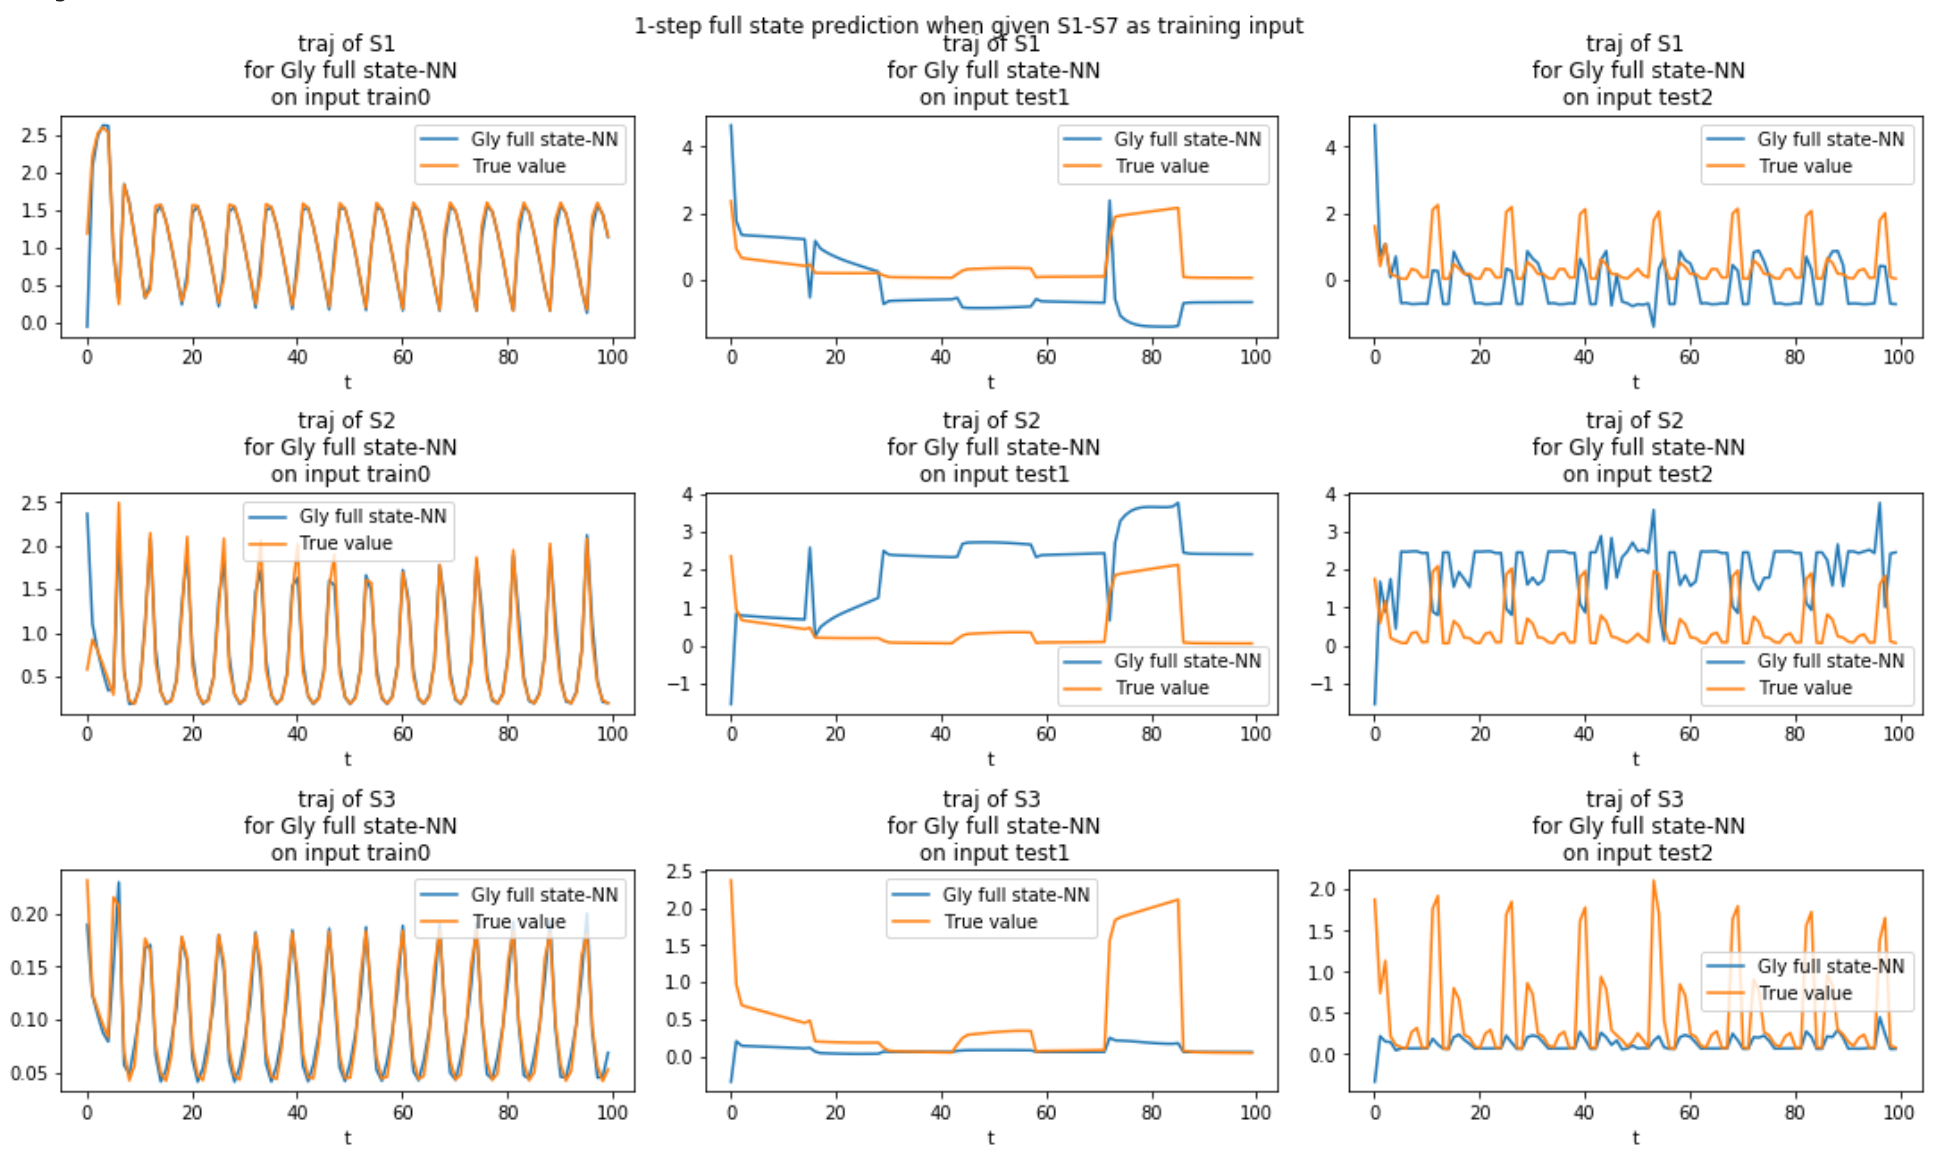 1-step full state prediction when given S1-S7 as training input
traj of S1
for Gly full state-NN
on input train0
Gly full state-NN
True value
2.5
2.0
1.5
1.0
0.5
0.0
0
20
40
60
80
100
t
traj of S1
for Gly full state-NN
on input test1
Gly full state-NN
True value
4
2
0
0
20
40
60
80
100
t
traj of S1
for Gly full state-NN
on input test2
Gly full state-NN
True value
4
2
0
0
20
40
60
80
100
t
traj of S2
for Gly full state-NN
on input train0
Gly full state-NN
True value
2.5
2.0
1.5
1.0
0.5
0
20
40
60
80
100
t
traj of S2
for Gly full state-NN
on input test1
Gly full state-NN
True value
4
3
2
1
0
−1
0
20
40
60
80
100
t
traj of S2
for Gly full state-NN
on input test2
Gly full state-NN
True value
4
3
2
1
0
−1
0
20
40
60
80
100
t
traj of S3
for Gly full state-NN
on input train0
Gly full state-NN
True value
0.20
0.15
0.10
0.05
0
20
40
60
80
100
t
traj of S3
for Gly full state-NN
on input test1
Gly full state-NN
True value
2.5
2.0
1.5
1.0
0.5
0.0
0
20
40
60
80
100
t
traj of S3
for Gly full state-NN
on input test2
Gly full state-NN
True value
2.0
1.5
1.0
0.5
0.0
0
20
40
60
80
100
t